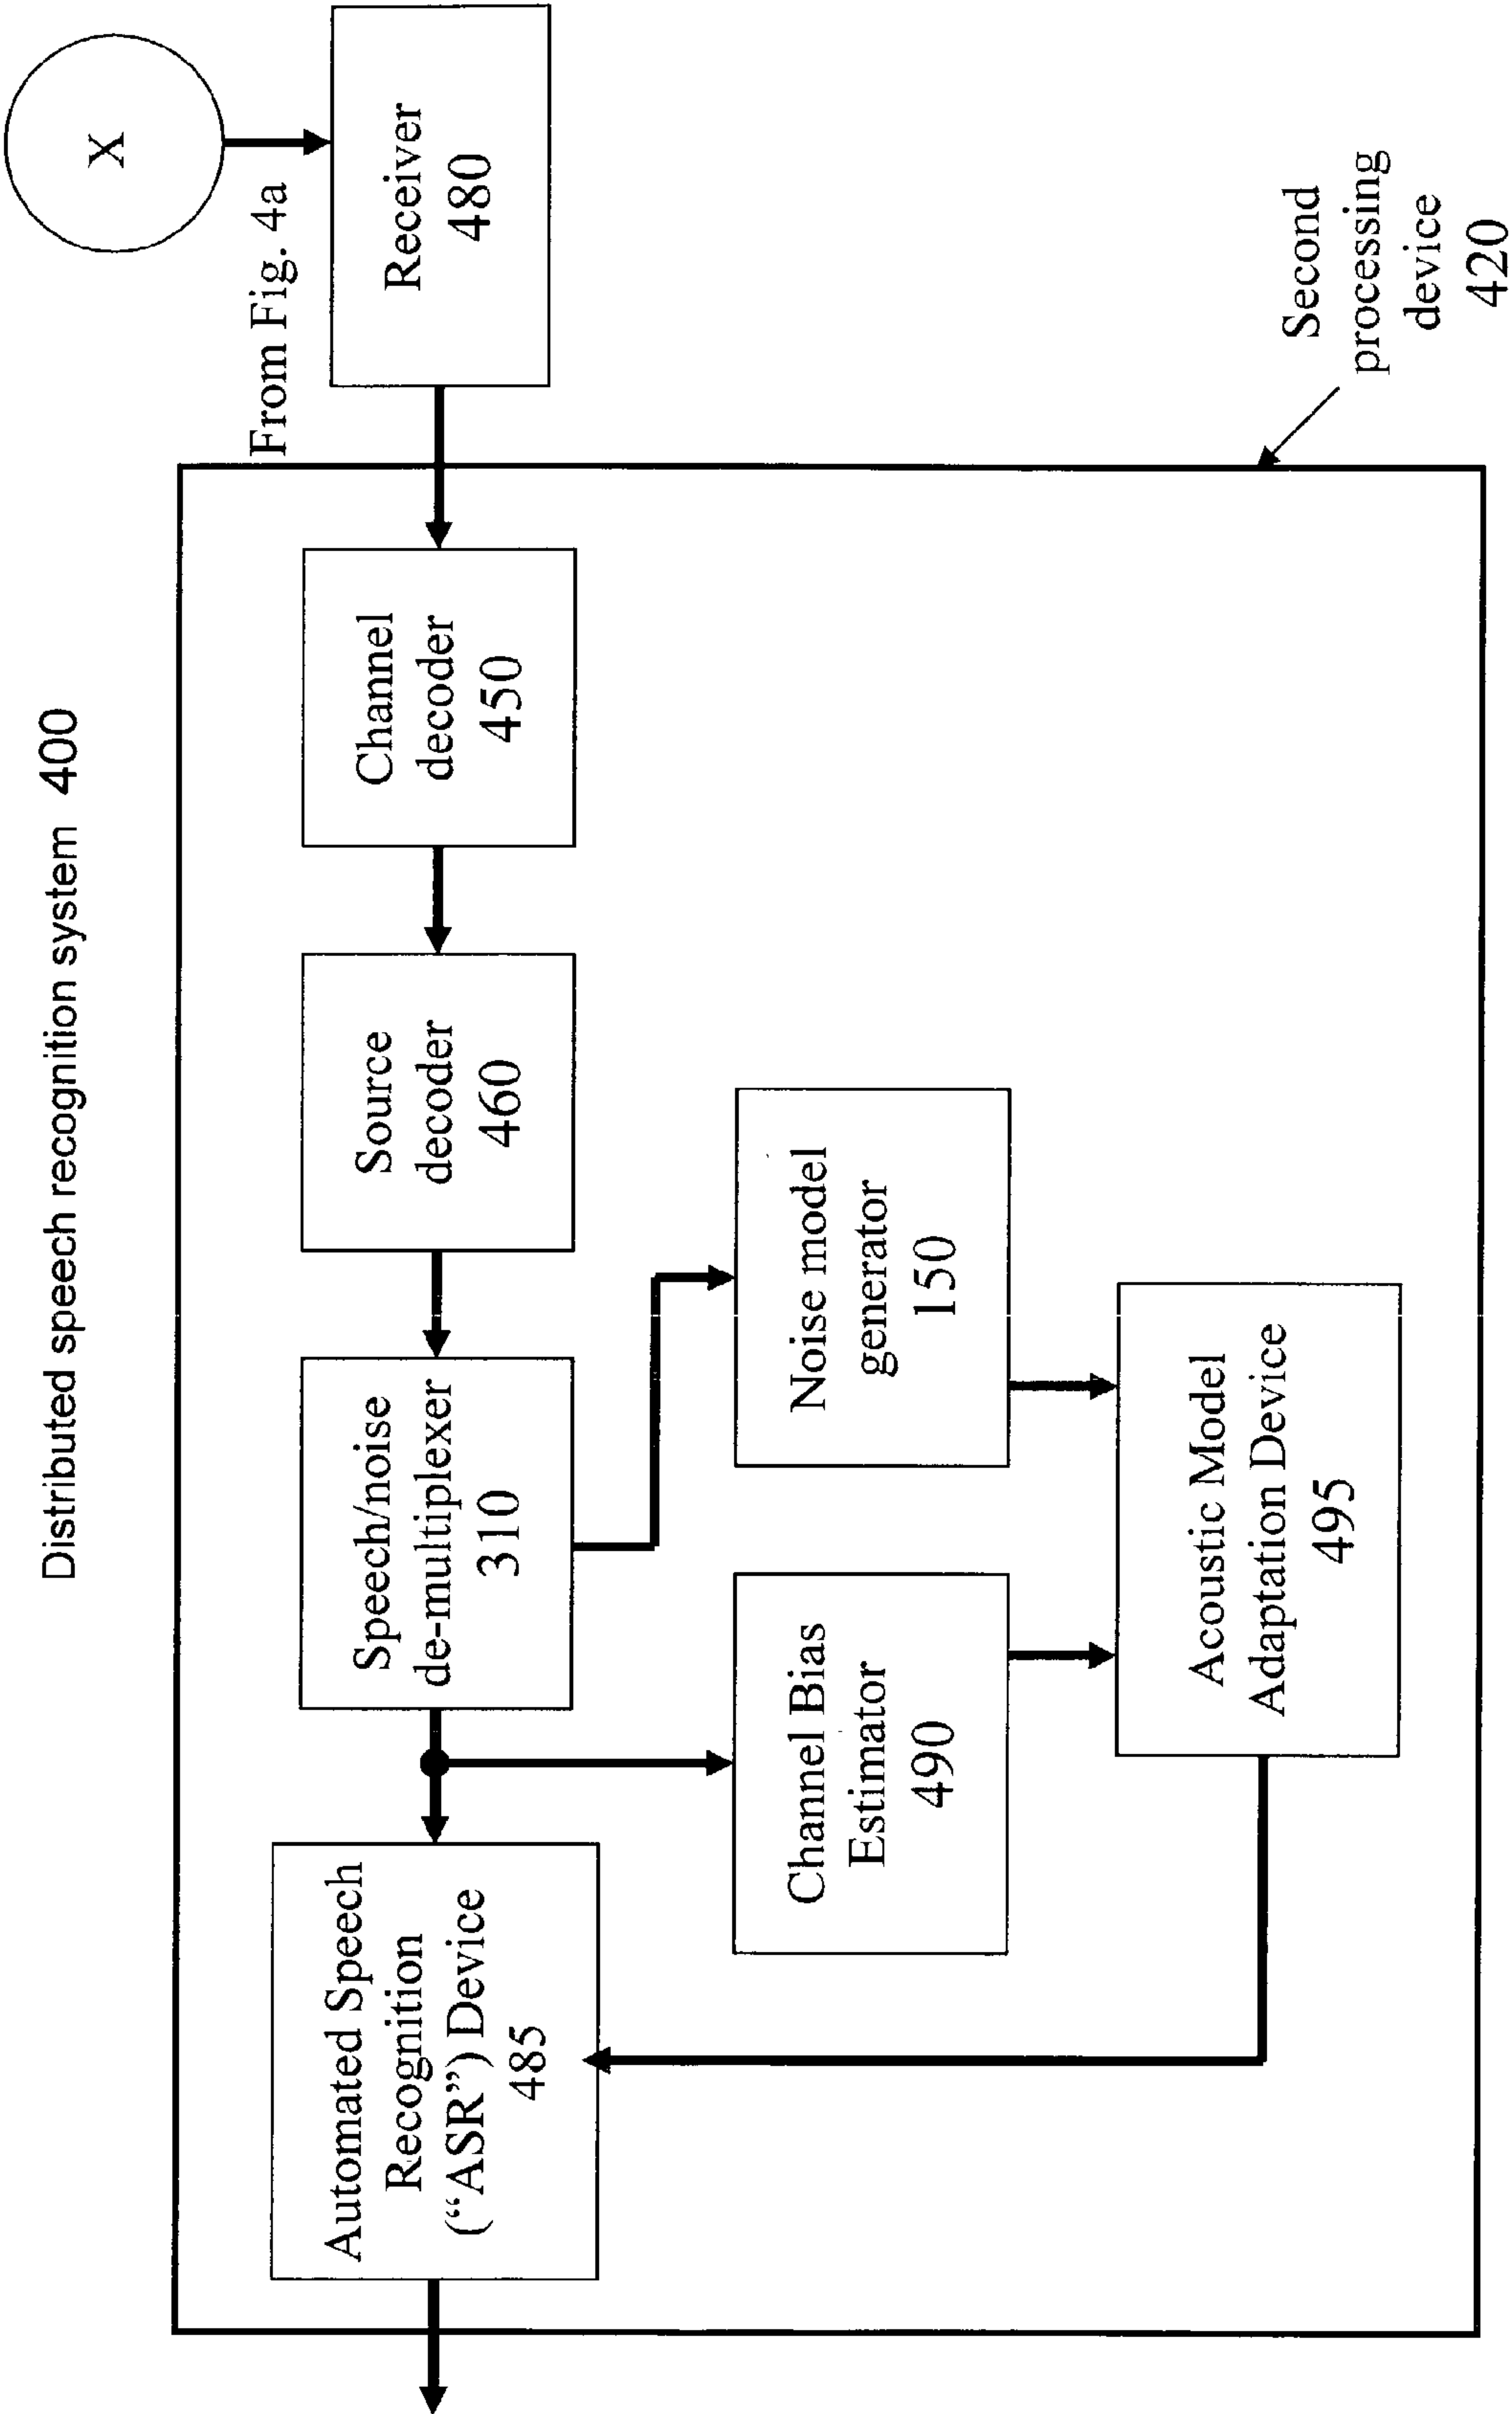 Distributed speech recognition system 400
X
From Fig. 4a
Receiver
480
Channel
decoder
450
Source
decoder
460
Speech/noise
de-multiplexer
310
Automated Speech
Recognition
(“ASR”) Device
485
Noise model
generator
150
Channel Bias
Estimator
490
Acoustic Model
Adaptation Device
495
Second
processing
device
420